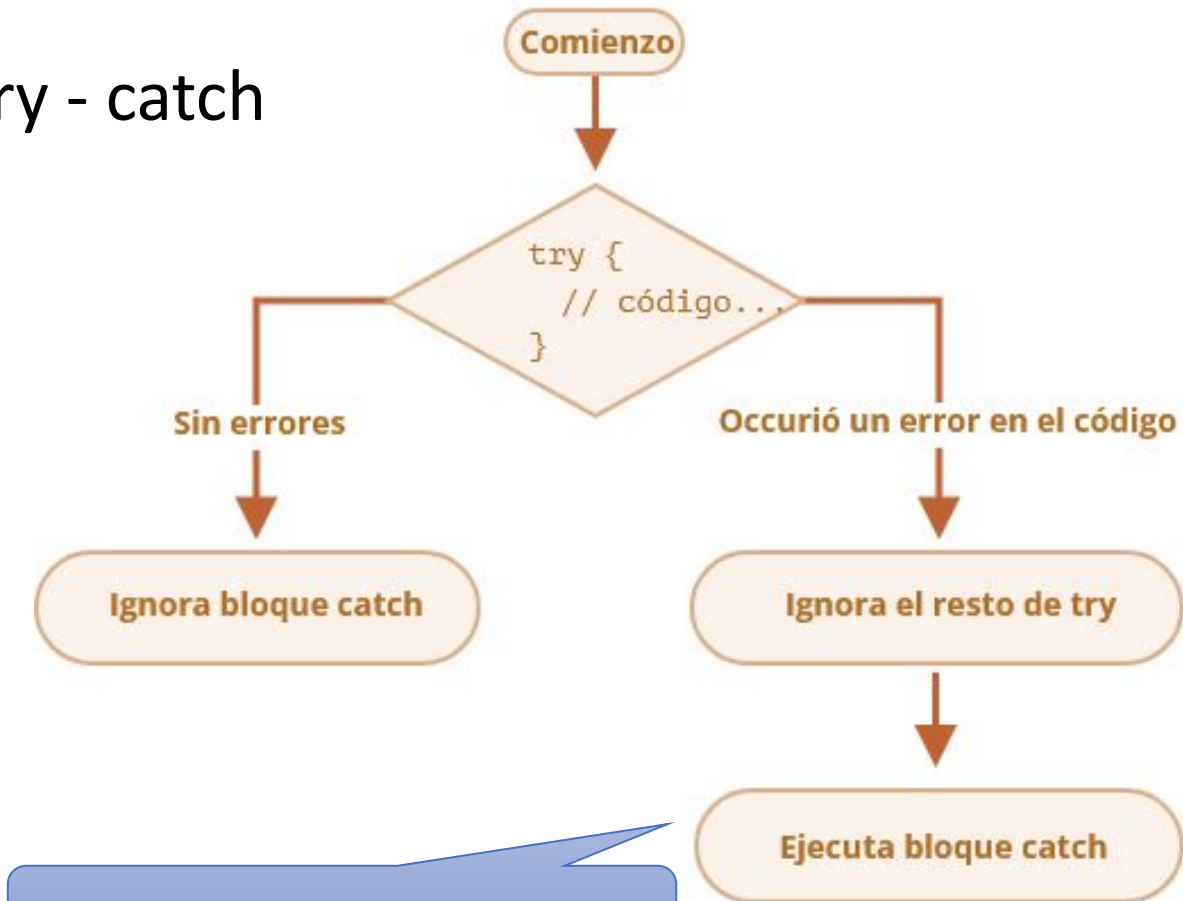 ry - catch
Comienzo
try {
// código...
}
Sin errores
Occurió un error en el código
Ignora bloque catch
Ignora el resto de try
Ejecuta bloque catch